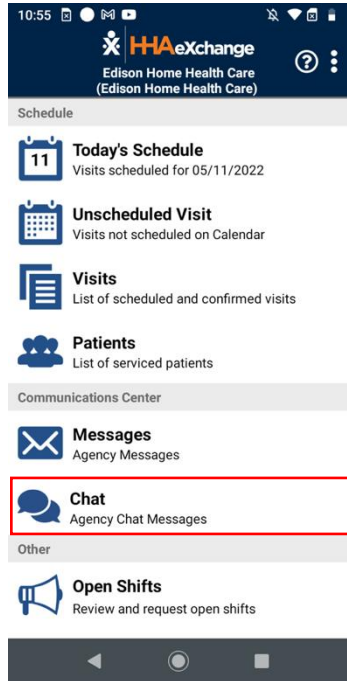 10:55
HHAeXchange
Edison Home Health Care
(Edison Home Health Care)
Schedule
11
Today's Schedule
Visits scheduled for 05/11/2022
Unscheduled Visit
Visits not scheduled on Calendar
Visits
List of scheduled and confirmed visits
Patients
List of serviced patients
Communications Center
Messages
Agency Messages
Chat
Agency Chat Messages
Other
Open Shifts
Review and request open shifts